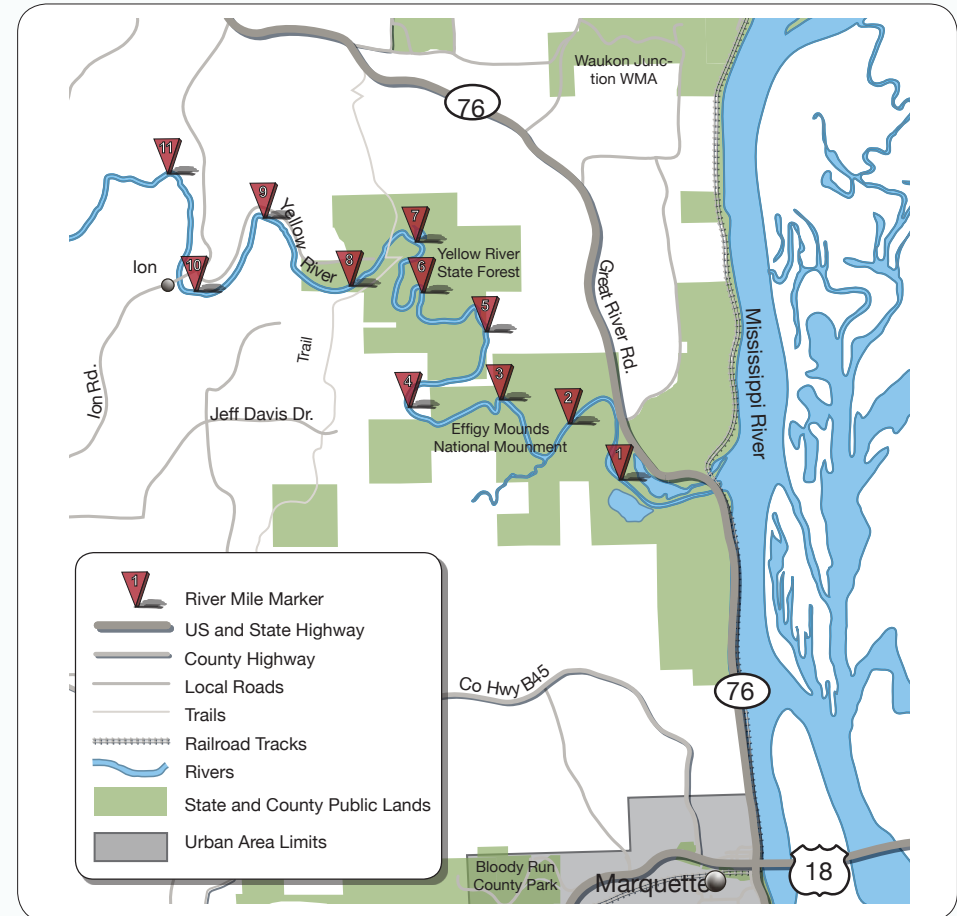 Waukon Junc-
tion WMA
76
11
9
Yellow
River
7
Yellow River
State Forest
8
6
Ion
10
5
Great River Rd.
Mississippi River
Trail
Ion Rd.
4
3
2
Jeff Davis Dr.
Effigy Mounds
National Mounment
1
1
River Mile Marker
US and State Highway
County Highway
Local Roads
Trails
Railroad Tracks
Rivers
State and County Public Lands
Urban Area Limits
Co Hwy B45
76
Bloody Run
County Park
Marquette
18